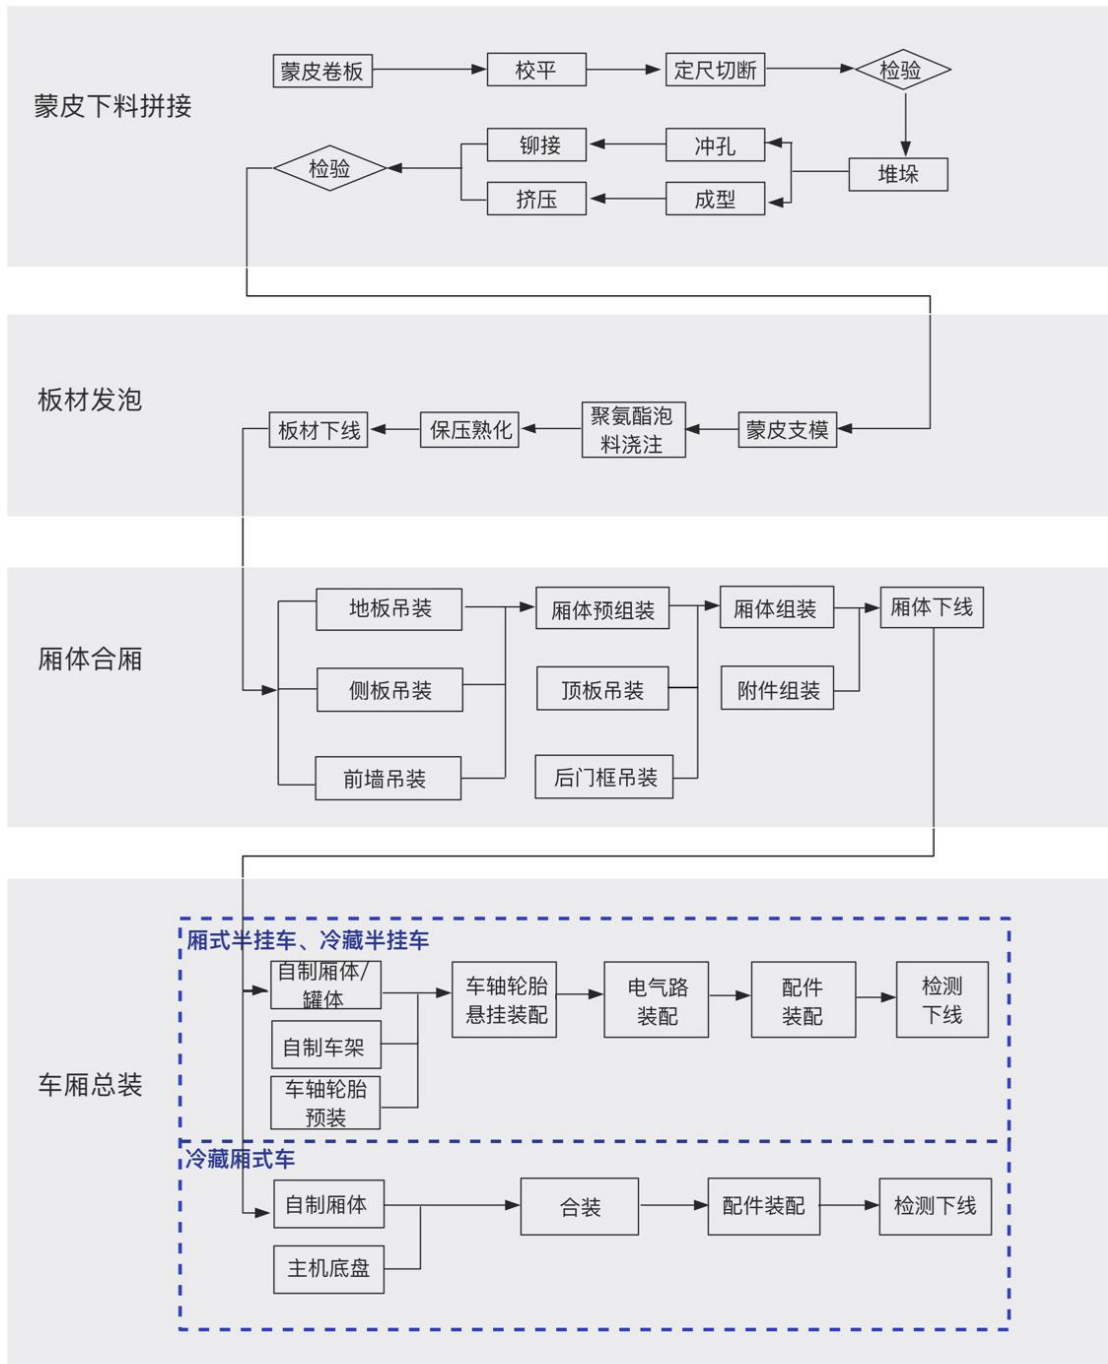 蒙皮下料拼接
蒙皮卷板
校平
定尺切断
检验
堆垛
冲孔
铆接
成型
挤压
检验
板材发泡
蒙皮支模
聚氨酯泡
料浇注
保压熟化
板材下线
厢体合厢
地板吊装
侧板吊装
前墙吊装
厢体预组装
顶板吊装
后门框吊装
厢体组装
附件组装
厢体下线
车厢总装
厢式半挂车、冷藏半挂车
自制厢体/
罐体
自制车架
车轴轮胎
预装
车轴轮胎
悬挂装配
电气路
装配
配件
装配
检测
下线
冷藏厢式车
自制厢体
主机底盘
合装
配件装配
检测下线